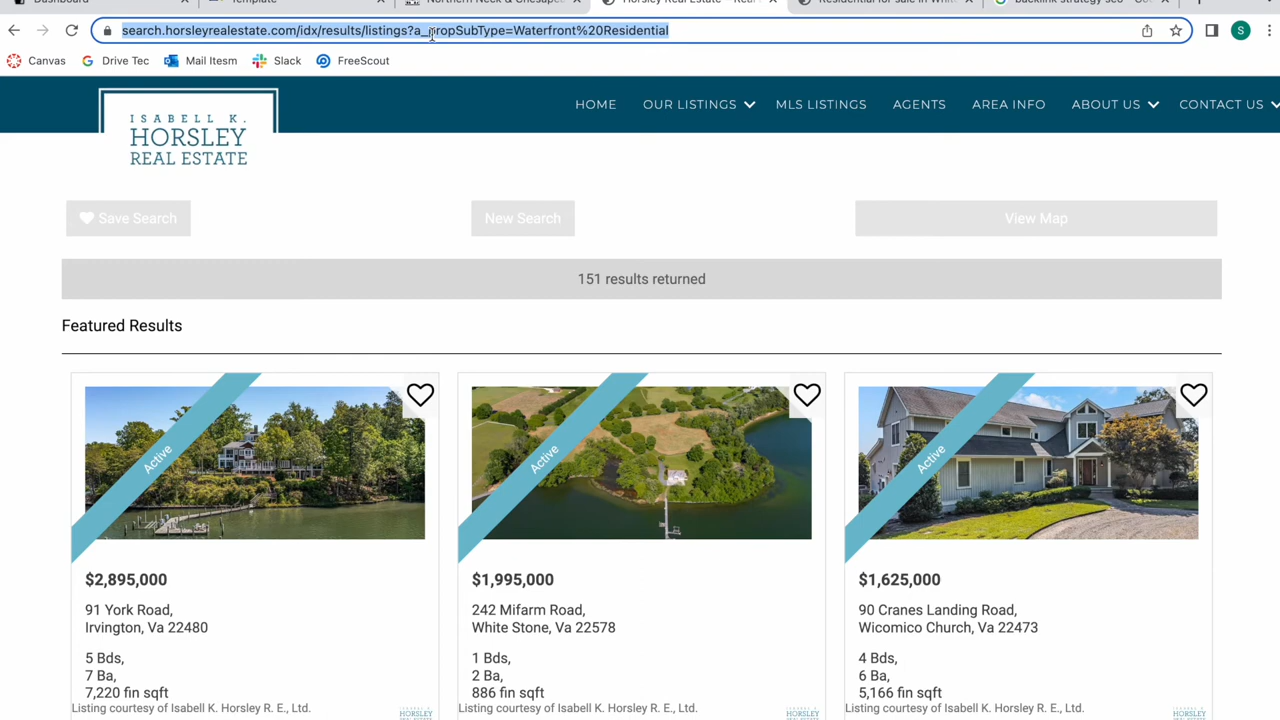 Dashboard
Template
Northern Neck & Chesapea
Horsley Real Estate - Real
Residential for sale in White
backlink strategy seo - Goo
search.horsleyrealestate.com/idx/results/listings?a_propSubType=Waterfront%20Residential
S
Canvas
Drive Tec
Mail Itesm
Slack
FreeScout
ISABELL K.
HORSLEY
REAL ESTATE
HOME
OUR LISTINGS
MLS LISTINGS
AGENTS
AREA INFO
ABOUT US
CONTACT US
Save Search
New Search
View Map
151 results returned
Featured Results
Active
$2,895,000
91 York Road,
Irvington, Va 22480
5 Bds,
7 Ba,
7,220 fin sqft
Listing courtesy of Isabell K. Horsley R. E., Ltd.
HORSLEY
Active
$1,995,000
242 Mifarm Road,
White Stone, Va 22578
1 Bds,
2 Ba,
886 fin sqft
Listing courtesy of Isabell K. Horsley R. E., Ltd.
HORSLEY
Active
$1,625,000
90 Cranes Landing Road,
Wicomico Church, Va 22473
4 Bds,
6 Ba,
5,166 fin sqft
Listing courtesy of Isabell K. Horsley R. E., Ltd.
HORSLEY